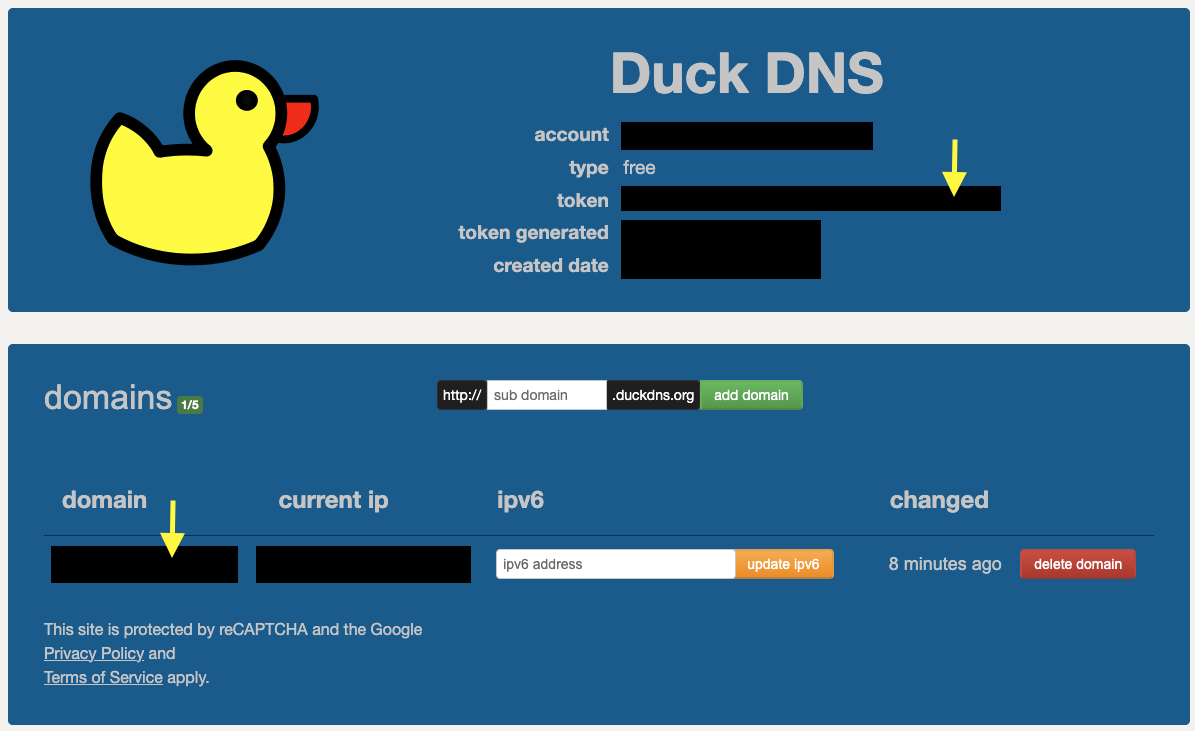 Duck DNS
account
type free
token
token generated
created date
domains 1/5
http:// sub domain .duckdns.org add domain
domain current ip ipv6 changed
ipv6 address update ipv6 8 minutes ago delete domain
This site is protected by reCAPTCHA and the Google
Privacy Policy and
Terms of Service apply.